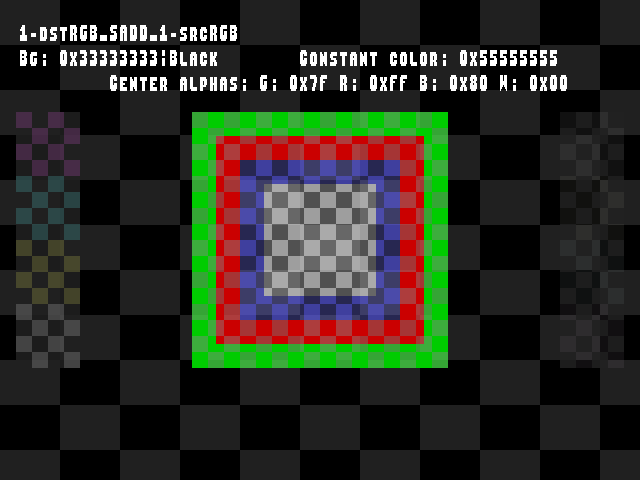 1-dstRGB_SADD_1-srcRGB
Bg: 0x33333333;Black Constant color: 0x55555555
Center alphas: G: 0x7F R: 0xFF B: 0x80 W: 0x00